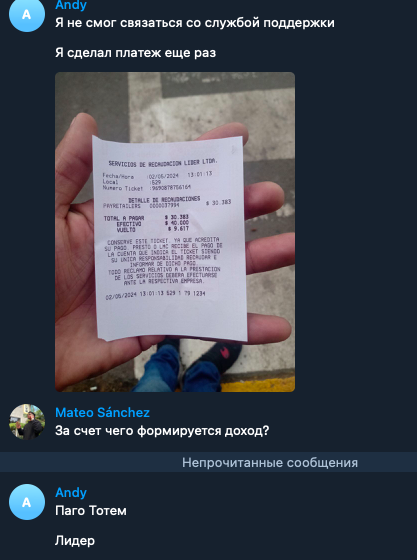 Andy
Я не смог связаться со службой поддержки
Я сделал платеж еще раз
SERVICIOS DE RECAUDACION LIDER LTDA.
Fecha/Hora :02/05/2024 13:01:13
Local :529
Numero Ticket :9690878756164
DETALLE DE RECAUDACIONES
PAYRETAILERS 0000037994 $ 30.383
TOTAL A PAGAR $ 30.383
EFECTIVO $ 40.000
VUELTO $ 9.617
CONSERVE ESTE TICKET, YA QUE ACREDITA
SU PAGO. PRESTO O LMC RECIBE EL PAGO DE
LA CUENTA QUE INDICA EL TICKET SIENDO
SU UNICA RESPONSABILIDAD RECAUDAR E
INFORMAR DE DICHO PAGO.
TODO RECLAMO RELATIVO A LA PRESTACION
DE LOS SERVICIOS DEBERA EFECTUARSE
ANTE LA RESPECTIVA EMPRESA.
02/05/2024 13:01:13 529 1 79 1234
Mateo Sánchez
За счет чего формируется доход?
Непрочитанные сообщения
A
Andy
Паго Тотем
Лидер